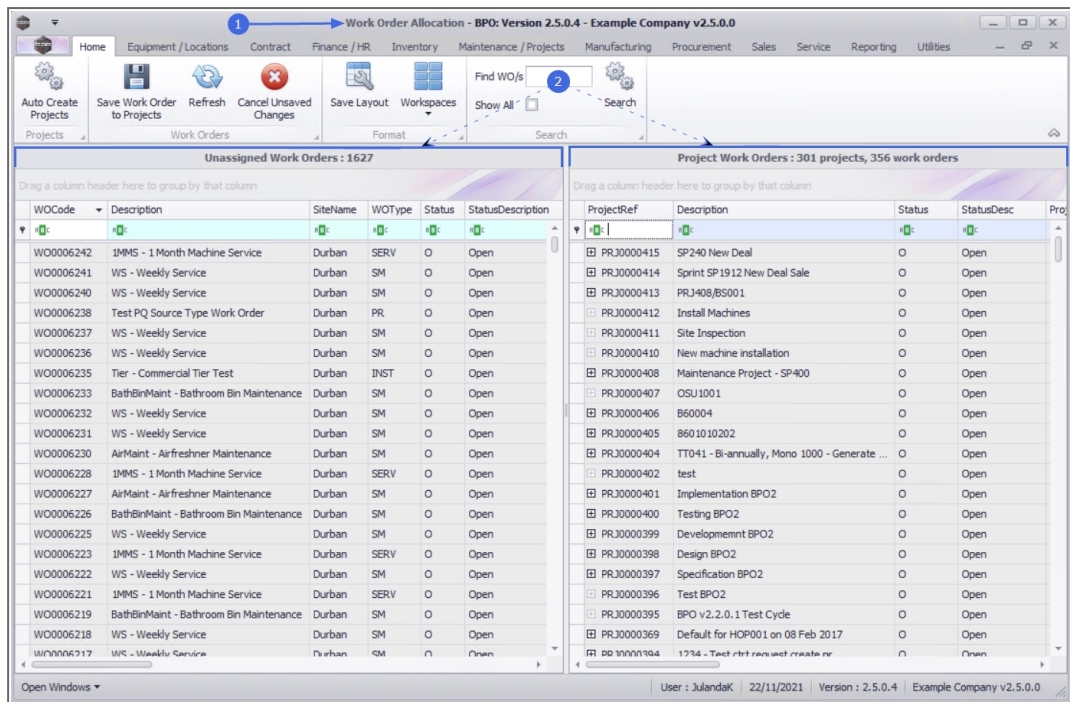 1
Work Order Allocation - BPO: Version 2.5.0.4 - Example Company v2.5.0.0
Home Equipment / Locations Contract Finance / HR Inventory Maintenance / Projects Manufacturing Procurement Sales Service Reporting Utilities
Auto Create Projects
Save Work Order to Projects
Refresh
Cancel Unsaved Changes
Save Layout
Workspaces
Find WO/s
2
Show All
Search
Projects Work Orders Format Search
Unassigned Work Orders : 1627
Drag a column header here to group by that column
WOCode Description SiteName WOType Status StatusDescription
WO0006242 1MMS - 1 Month Machine Service Durban SERV O Open
WO0006241 WS - Weekly Service Durban SM O Open
WO0006240 WS - Weekly Service Durban SM O Open
WO0006238 Test PQ Source Type Work Order Durban PR O Open
WO0006237 WS - Weekly Service Durban SM O Open
WO0006236 WS - Weekly Service Durban SM O Open
WO0006235 Tier - Commercial Tier Test Durban INST O Open
WO0006233 BathBinMaint - Bathroom Bin Maintenance Durban SM O Open
WO0006232 WS - Weekly Service Durban SM O Open
WO0006231 WS - Weekly Service Durban SM O Open
WO0006230 AirMaint - Airfreshner Maintenance Durban SM O Open
WO0006228 1MMS - 1 Month Machine Service Durban SERV O Open
WO0006227 AirMaint - Airfreshner Maintenance Durban SM O Open
WO0006226 BathBinMaint - Bathroom Bin Maintenance Durban SM O Open
WO0006225 WS - Weekly Service Durban SM O Open
WO0006223 1MMS - 1 Month Machine Service Durban SERV O Open
WO0006222 WS - Weekly Service Durban SM O Open
WO0006221 1MMS - 1 Month Machine Service Durban SERV O Open
WO0006219 BathBinMaint - Bathroom Bin Maintenance Durban SM O Open
WO0006218 WS - Weekly Service Durban SM O Open
WO0006217 WS - Weekly Service Durban SM O Open
Project Work Orders : 301 projects, 356 work orders
Drag a column header here to group by that column
ProjectRef Description Status StatusDesc Proj
PRJ0000415 SP240 New Deal O Open
PRJ0000414 Sprint SP1912 New Deal Sale O Open
PRJ0000413 PRJ408/BS001 O Open
PRJ0000412 Install Machines O Open
PRJ0000411 Site Inspection O Open
PRJ0000410 New machine installation O Open
PRJ0000408 Maintenance Project - SP400 O Open
PRJ0000407 OSU1001 O Open
PRJ0000406 B60004 O Open
PRJ0000405 8601010202 O Open
PRJ0000404 TT041 - Bi-annually, Mono 1000 - Generate ... O Open
PRJ0000402 test O Open
PRJ0000401 Implementation BPO2 O Open
PRJ0000400 Testing BPO2 O Open
PRJ0000399 Developmemnt BPO2 O Open
PRJ0000398 Design BPO2 O Open
PRJ0000397 Specification BPO2 O Open
PRJ0000396 Test BPO2 O Open
PRJ0000395 BPO v2.2.0.1 Test Cycle O Open
PRJ0000369 Default for HOP001 on 08 Feb 2017 O Open
PRJ0000394 1234 - Test ctrt request create pr O Open
Open Windows User : JulandaK 22/11/2021 Version : 2.5.0.4 Example Company v2.5.0.0